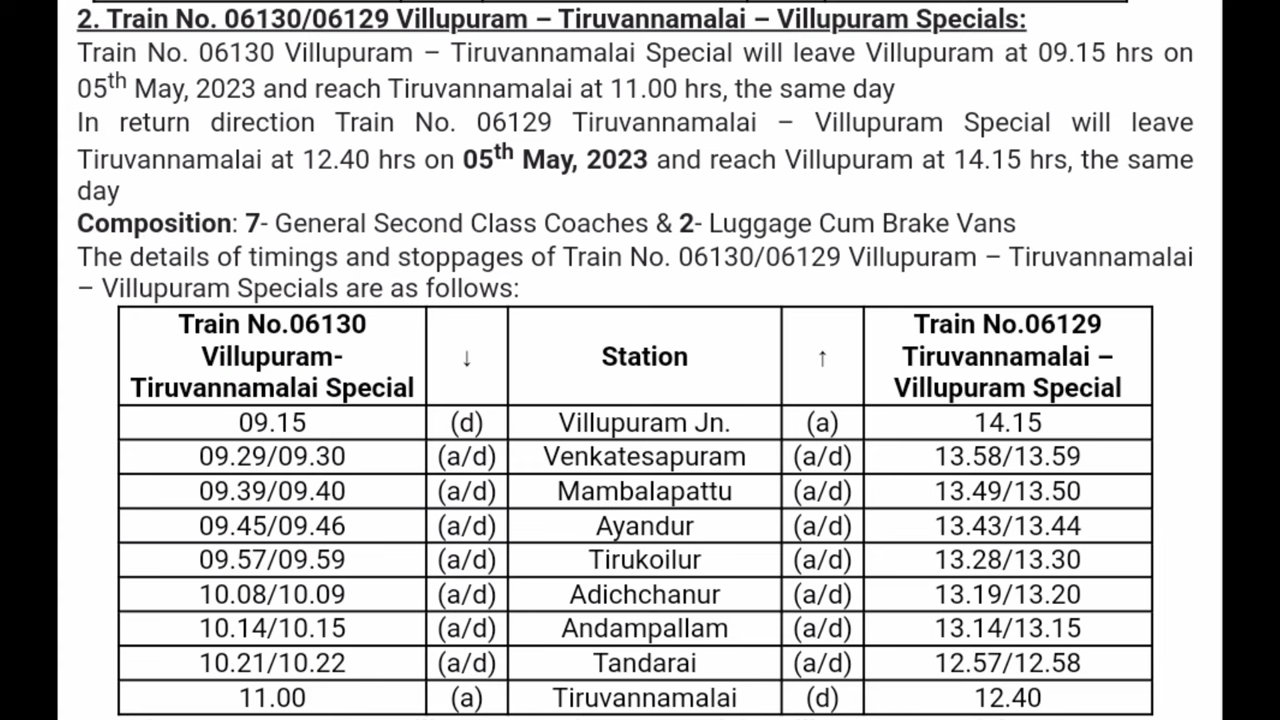 2. Train No. 06130/06129 Villupuram – Tiruvannamalai – Villupuram Specials:
Train No. 06130 Villupuram – Tiruvannamalai Special will leave Villupuram at 09.15 hrs on
05th May, 2023 and reach Tiruvannamalai at 11.00 hrs, the same day
In return direction Train No. 06129 Tiruvannamalai – Villupuram Special will leave
Tiruvannamalai at 12.40 hrs on 05th May, 2023 and reach Villupuram at 14.15 hrs, the same
day
Composition: 7- General Second Class Coaches & 2- Luggage Cum Brake Vans
The details of timings and stoppages of Train No. 06130/06129 Villupuram – Tiruvannamalai
– Villupuram Specials are as follows:
Train No.06130
Villupuram-
Tiruvannamalai Special
↓
Station
↑
Train No.06129
Tiruvannamalai –
Villupuram Special
09.15 (d) Villupuram Jn. (a) 14.15
09.29/09.30 (a/d) Venkatesapuram (a/d) 13.58/13.59
09.39/09.40 (a/d) Mambalapattu (a/d) 13.49/13.50
09.45/09.46 (a/d) Ayandur (a/d) 13.43/13.44
09.57/09.59 (a/d) Tirukoilur (a/d) 13.28/13.30
10.08/10.09 (a/d) Adichchanur (a/d) 13.19/13.20
10.14/10.15 (a/d) Andampallam (a/d) 13.14/13.15
10.21/10.22 (a/d) Tandarai (a/d) 12.57/12.58
11.00 (a) Tiruvannamalai (d) 12.40